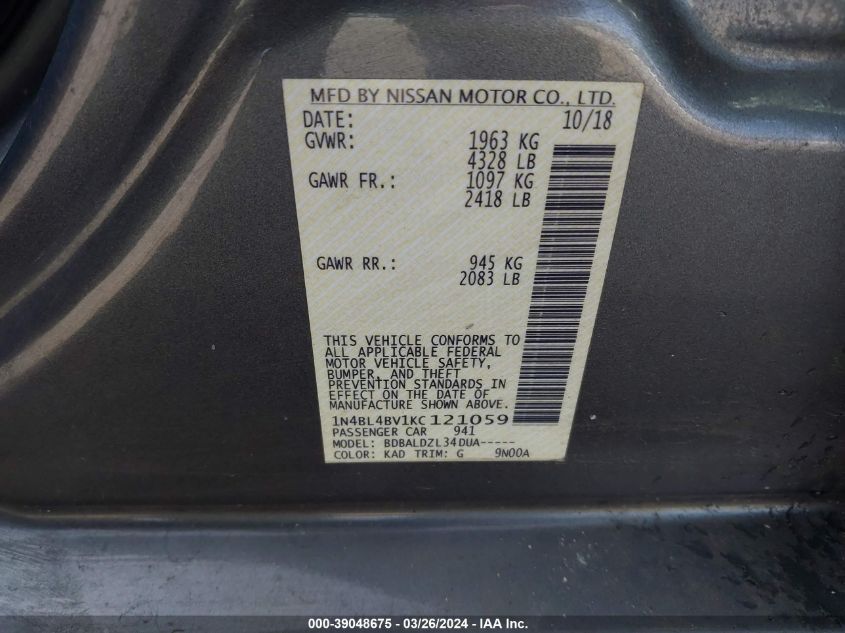 MFD BY NISSAN MOTOR CO., LTD.
DATE: 10/18
GVWR: 1963 KG
4328 LB
GAWR FR.: 1097 KG
2418 LB
GAWR RR.: 945 KG
2083 LB
THIS VEHICLE CONFORMS TO
ALL APPLICABLE FEDERAL
MOTOR VEHICLE SAFETY,
BUMPER, AND THEFT
PREVENTION STANDARDS IN
EFFECT ON THE DATE OF
MANUFACTURE SHOWN ABOVE.
1N4BL4BV1KC121059
PASSENGER CAR 941
MODEL: BDBALDZL34DUA-----
COLOR: KAD TRIM: G 9N00A
000-39048675 - 03/26/2024 - IAA Inc.